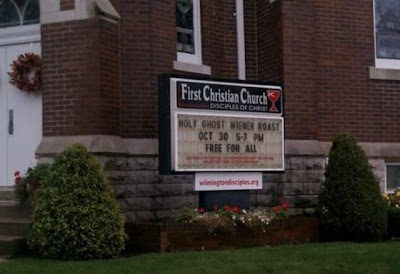 First Christian Church
DISCIPLES OF CHRIST
HOLY GHOST WIENER ROAST
OCT 30 5-7 PM
FREE FOR ALL
www.wilmingtondisciples.org